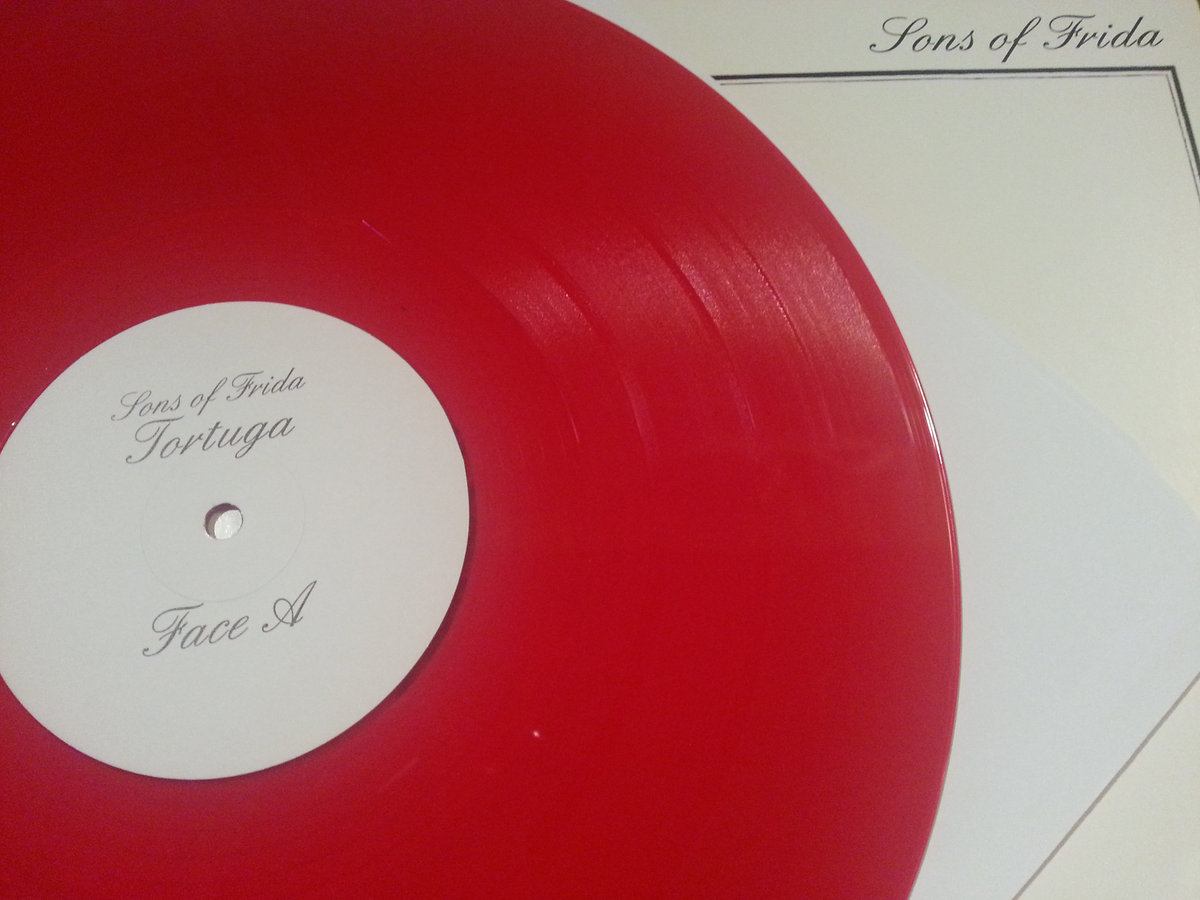 Sons of Frida
Sons of Frida
Tortuga
Face A